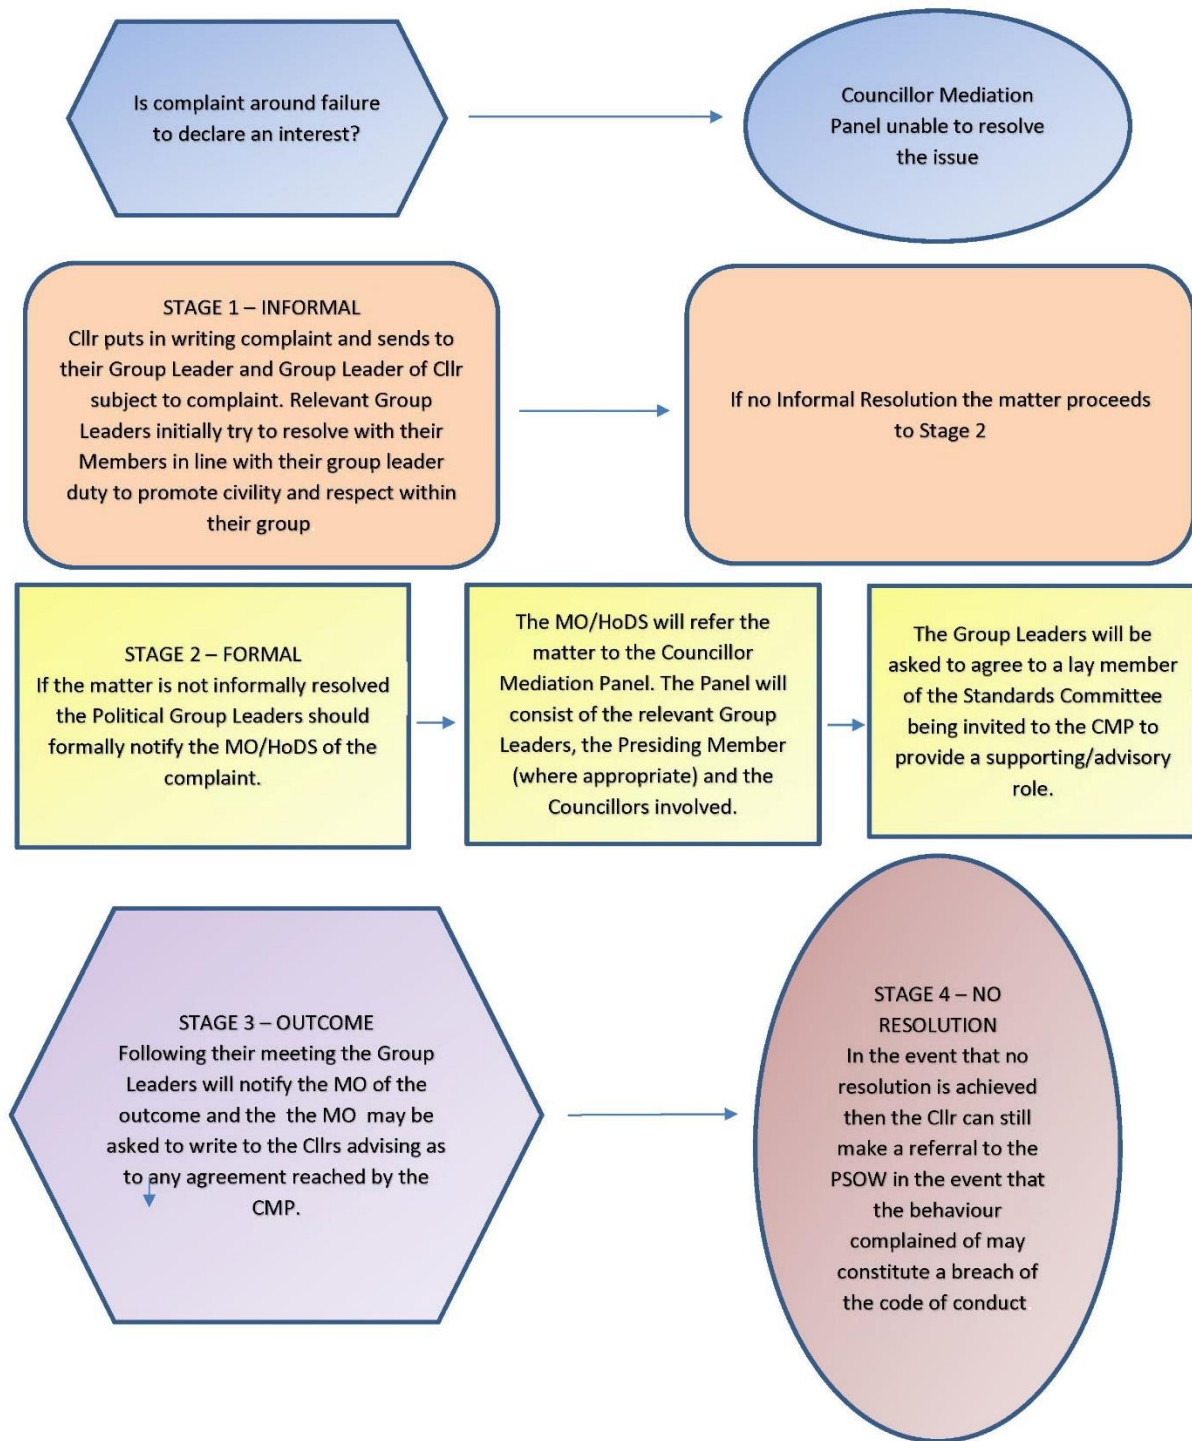 Is complaint around failure
to declare an interest?
Councillor Mediation
Panel unable to resolve
the issue
STAGE 1 – INFORMAL
Cllr puts in writing complaint and sends to
their Group Leader and Group Leader of Cllr
subject to complaint. Relevant Group
Leaders initially try to resolve with their
Members in line with their group leader
duty to promote civility and respect within
their group
If no Informal Resolution the matter proceeds
to Stage 2
STAGE 2 – FORMAL
If the matter is not informally resolved
the Political Group Leaders should
formally notify the MO/HoDS of the
complaint.
The MO/HoDS will refer the
matter to the Councillor
Mediation Panel. The Panel will
consist of the relevant Group
Leaders, the Presiding Member
(where appropriate) and the
Councillors involved.
The Group Leaders will be
asked to agree to a lay member
of the Standards Committee
being invited to the CMP to
provide a supporting/advisory
role.
STAGE 3 – OUTCOME
Following their meeting the Group
Leaders will notify the MO of the
outcome and the the MO may be
asked to write to the Cllrs advising as
to any agreement reached by the
CMP.
STAGE 4 – NO
RESOLUTION
In the event that no
resolution is achieved
then the Cllr can still
make a referral to the
PSOW in the event that
the behaviour
complained of may
constitute a breach of
the code of conduct